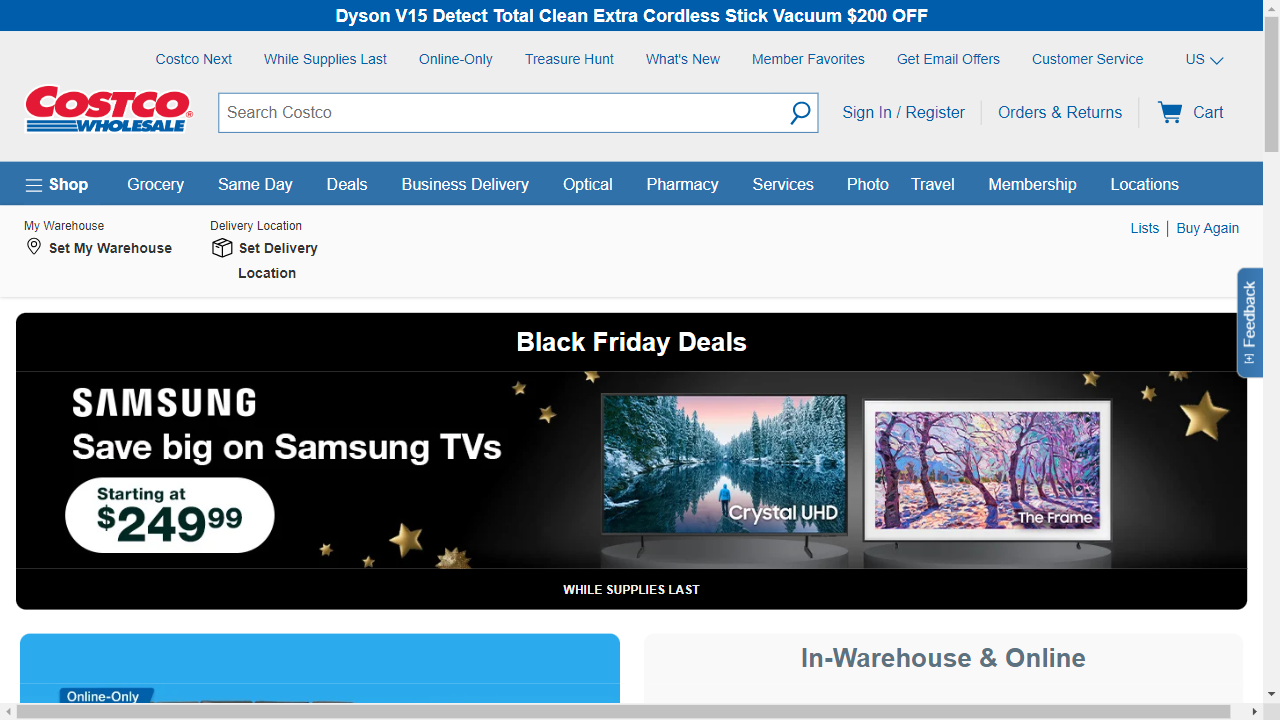 Dyson V15 Detect Total Clean Extra Cordless Stick Vacuum $200 OFF
Costco Next While Supplies Last Online-Only Treasure Hunt What's New Member Favorites Get Email Offers Customer Service US
COSTCO WHOLESALE
Search Costco
Sign In / Register Orders & Returns Cart
Shop Grocery Same Day Deals Business Delivery Optical Pharmacy Services Photo Travel Membership Locations
My Warehouse
Set My Warehouse
Delivery Location
Set Delivery
Location
Lists | Buy Again
[+] Feedback
Black Friday Deals
SAMSUNG
Save big on Samsung TVs
Starting at
$249.99
Crystal UHD
The Frame
WHILE SUPPLIES LAST
Online-Only
In-Warehouse & Online